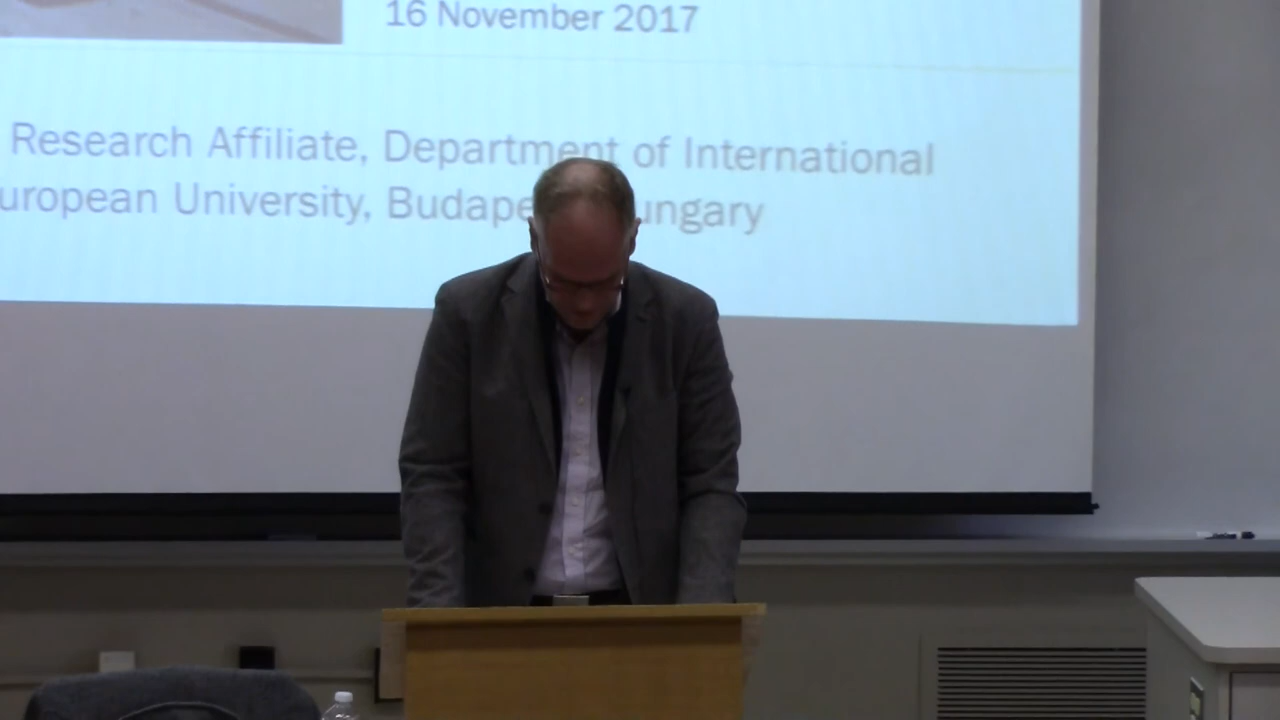 16 November 2017
Research Affiliate, Department of International
uropean University, Budape ungary